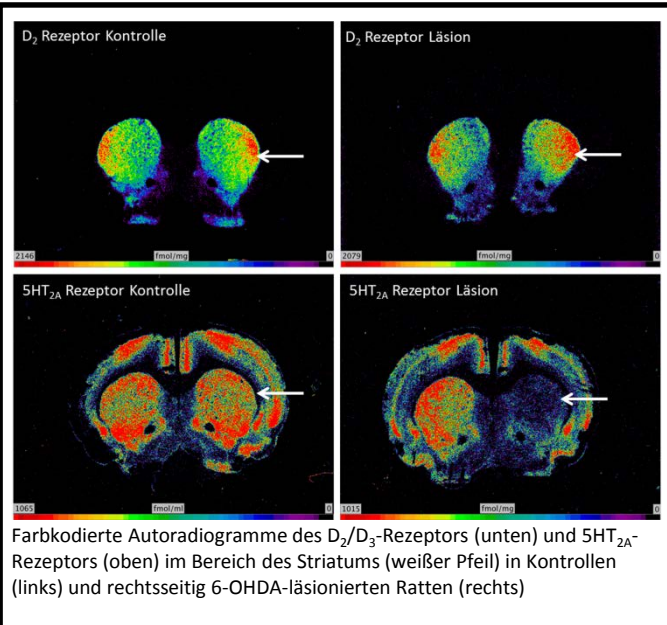 D₂ Rezeptor Kontrolle
D₂ Rezeptor Läsion
2146 fmol/mg 0
2079 fmol/mg 0
5HT₂A Rezeptor Kontrolle
5HT₂A Rezeptor Läsion
1065 fmol/ml 0
1015 fmol/mg 0
Farbkodierte Autoradiogramme des D₂/D₃-Rezeptors (unten) und 5HT₂A-
Rezeptors (oben) im Bereich des Striatums (weißer Pfeil) in Kontrollen
(links) und rechtsseitig 6-OHDA-läsionierten Ratten (rechts)